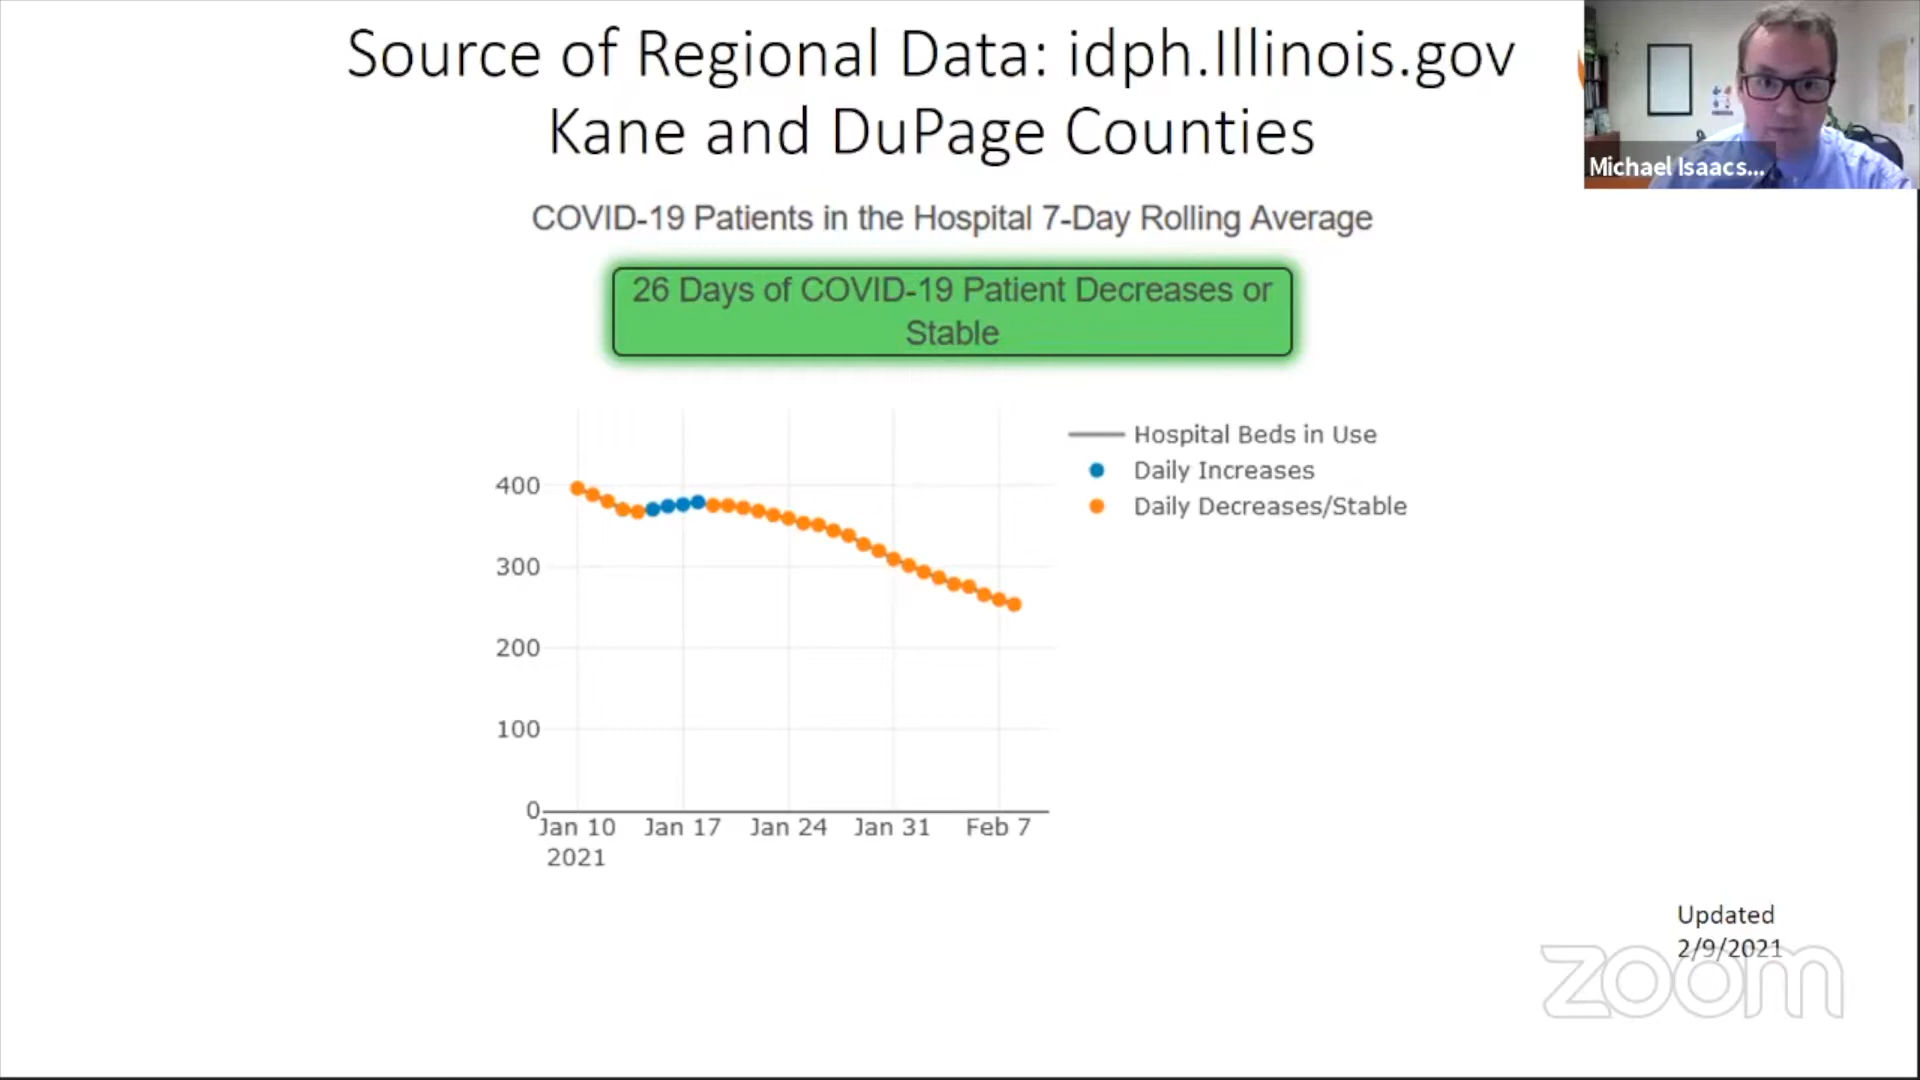 Source of Regional Data: idph.Illinois.gov
Kane and DuPage Counties
Michael Isaacs...
COVID-19 Patients in the Hospital 7-Day Rolling Average
26 Days of COVID-19 Patient Decreases or
Stable
Hospital Beds in Use
Daily Increases
Daily Decreases/Stable
400
300
200
100
0
Jan 10 Jan 17 Jan 24 Jan 31 Feb 7
2021
Updated
2/9/2021
zoom